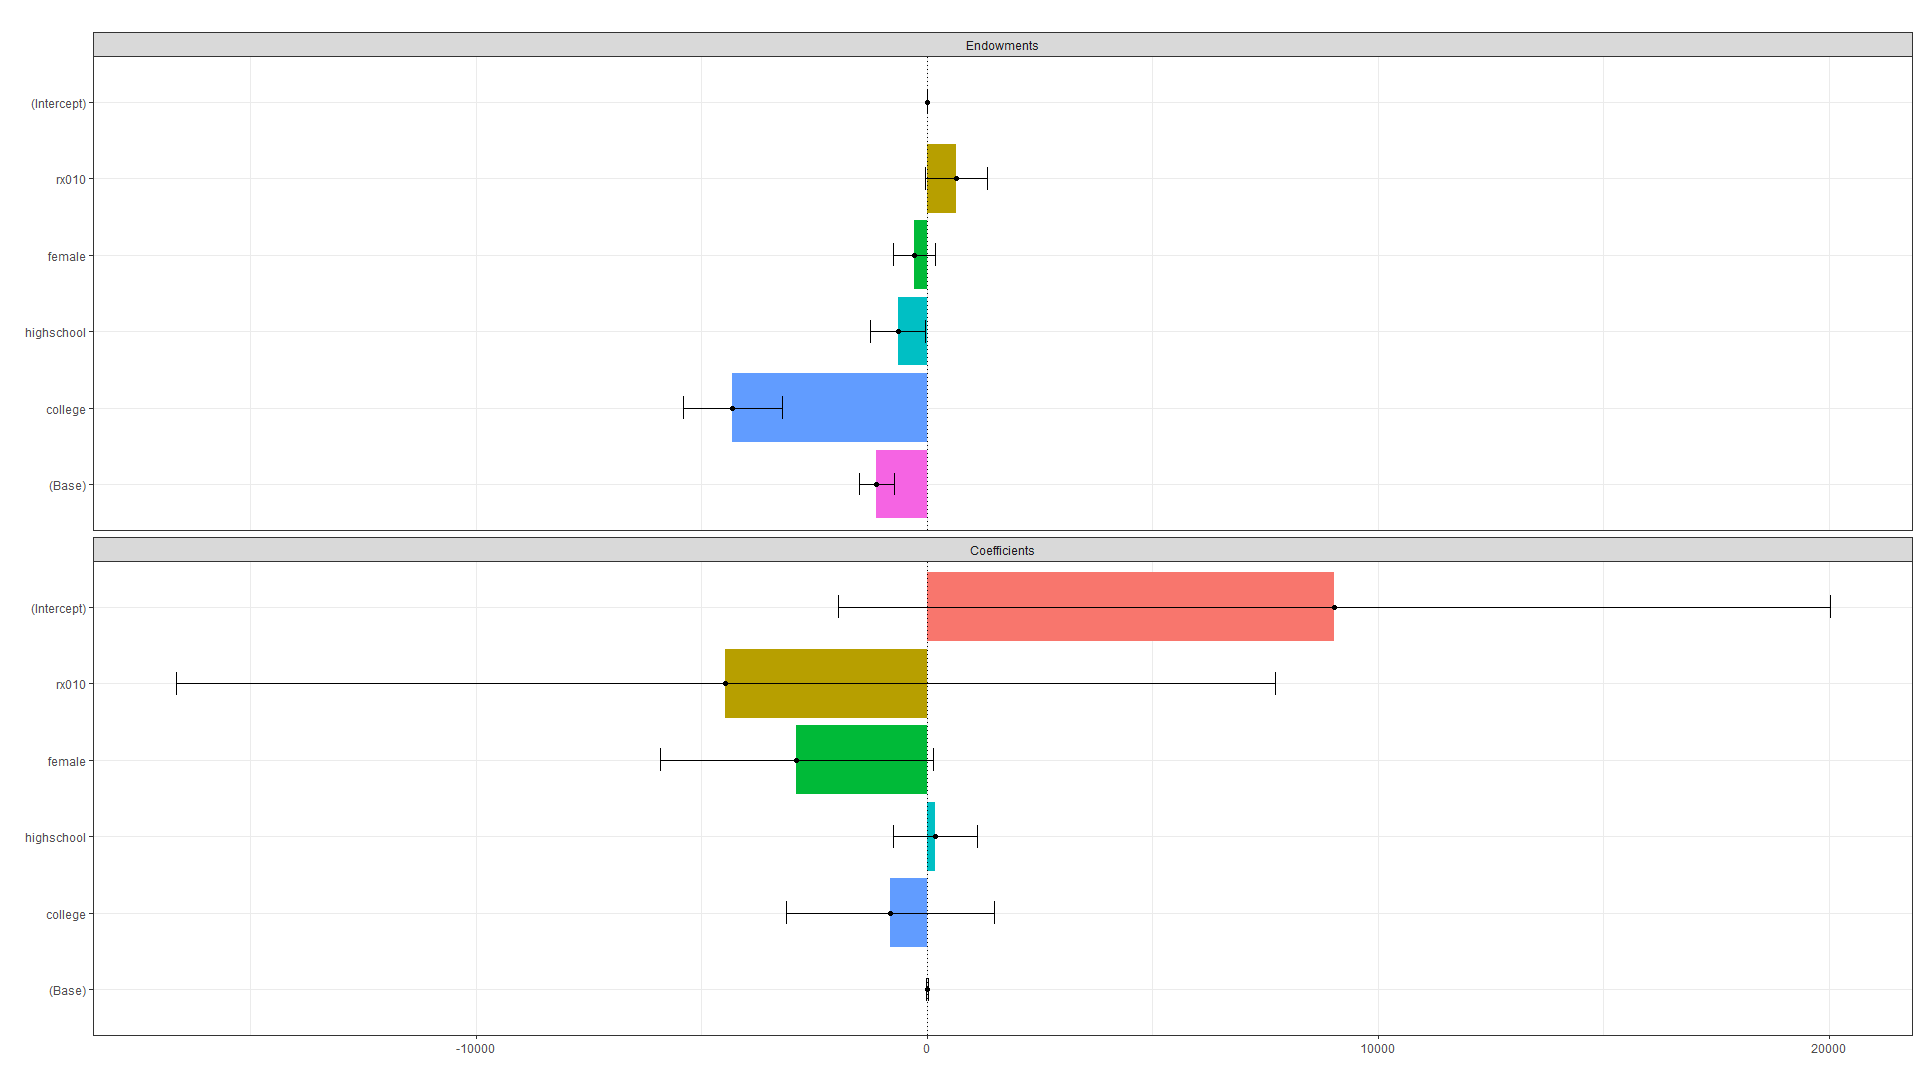 Endowments
(Intercept)
rx010
female
highschool
college
(Base)
Coefficients
(Intercept)
rx010
female
highschool
college
(Base)
-10000 0 10000 20000